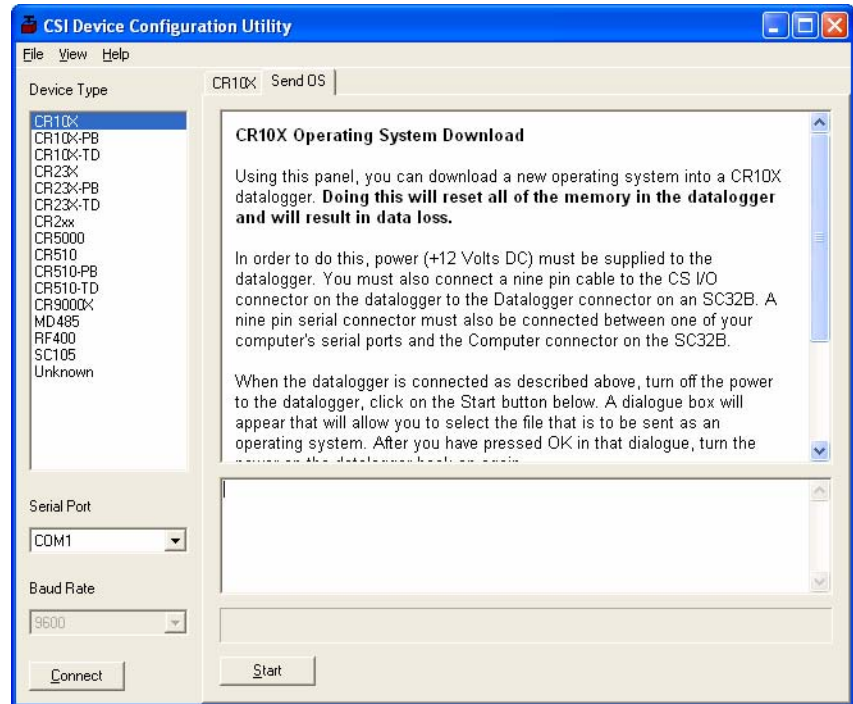 CSI Device Configuration Utility
File View Help
Device Type
CR10X
CR10X-PB
CR10X-TD
CR23X
CR23X-PB
CR23X-TD
CR2xx
CR5000
CR510
CR510-PB
CR510-TD
CR9000X
MD485
RF400
SC105
Unknown
Serial Port
COM1
Baud Rate
9600
Connect
CR10X Send OS
CR10X Operating System Download
Using this panel, you can download a new operating system into a CR10X
datalogger. Doing this will reset all of the memory in the datalogger
and will result in data loss.
In order to do this, power (+12 Volts DC) must be supplied to the
datalogger. You must also connect a nine pin cable to the CS I/O
connector on the datalogger to the Datalogger connector on an SC32B. A
nine pin serial connector must also be connected between one of your
computer's serial ports and the Computer connector on the SC32B.
When the datalogger is connected as described above, turn off the power
to the datalogger, click on the Start button below. A dialogue box will
appear that will allow you to select the file that is to be sent as an
operating system. After you have pressed OK in that dialogue, turn the
power on the datalogger back on again
Start